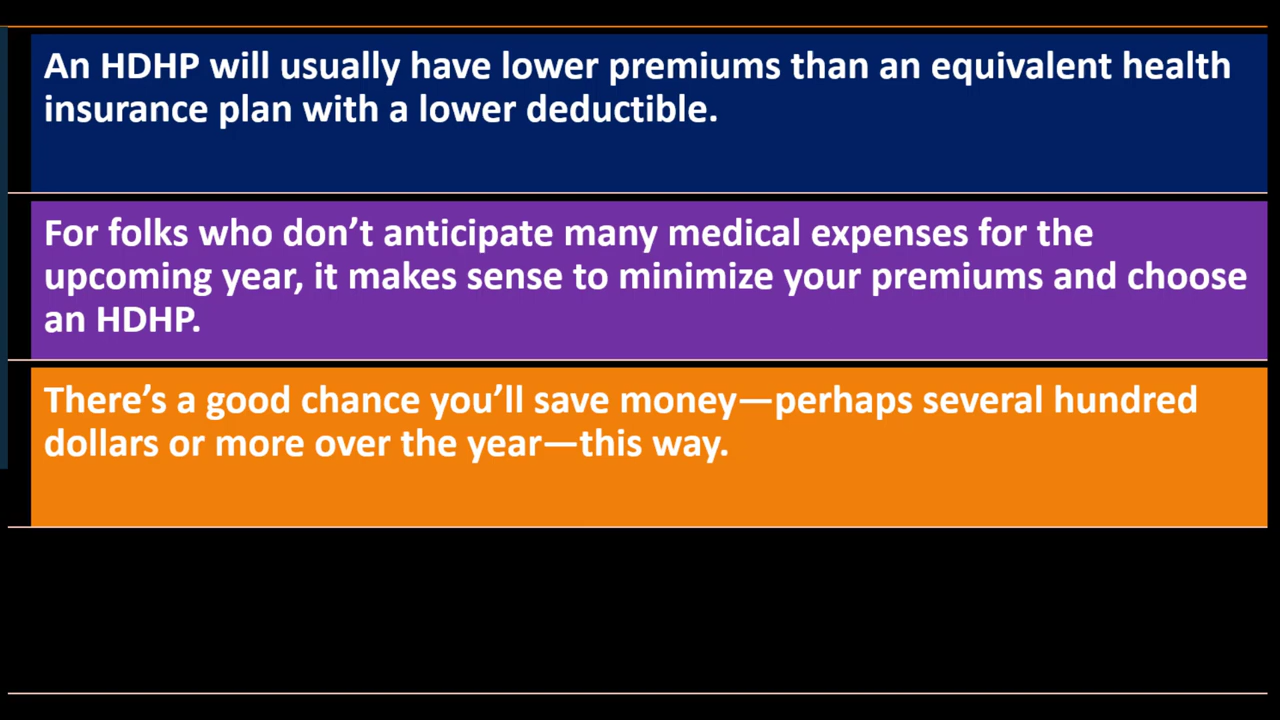 An HDHP will usually have lower premiums than an equivalent health
insurance plan with a lower deductible.
For folks who don’t anticipate many medical expenses for the
upcoming year, it makes sense to minimize your premiums and choose
an HDHP.
There’s a good chance you’ll save money—perhaps several hundred
dollars or more over the year—this way.